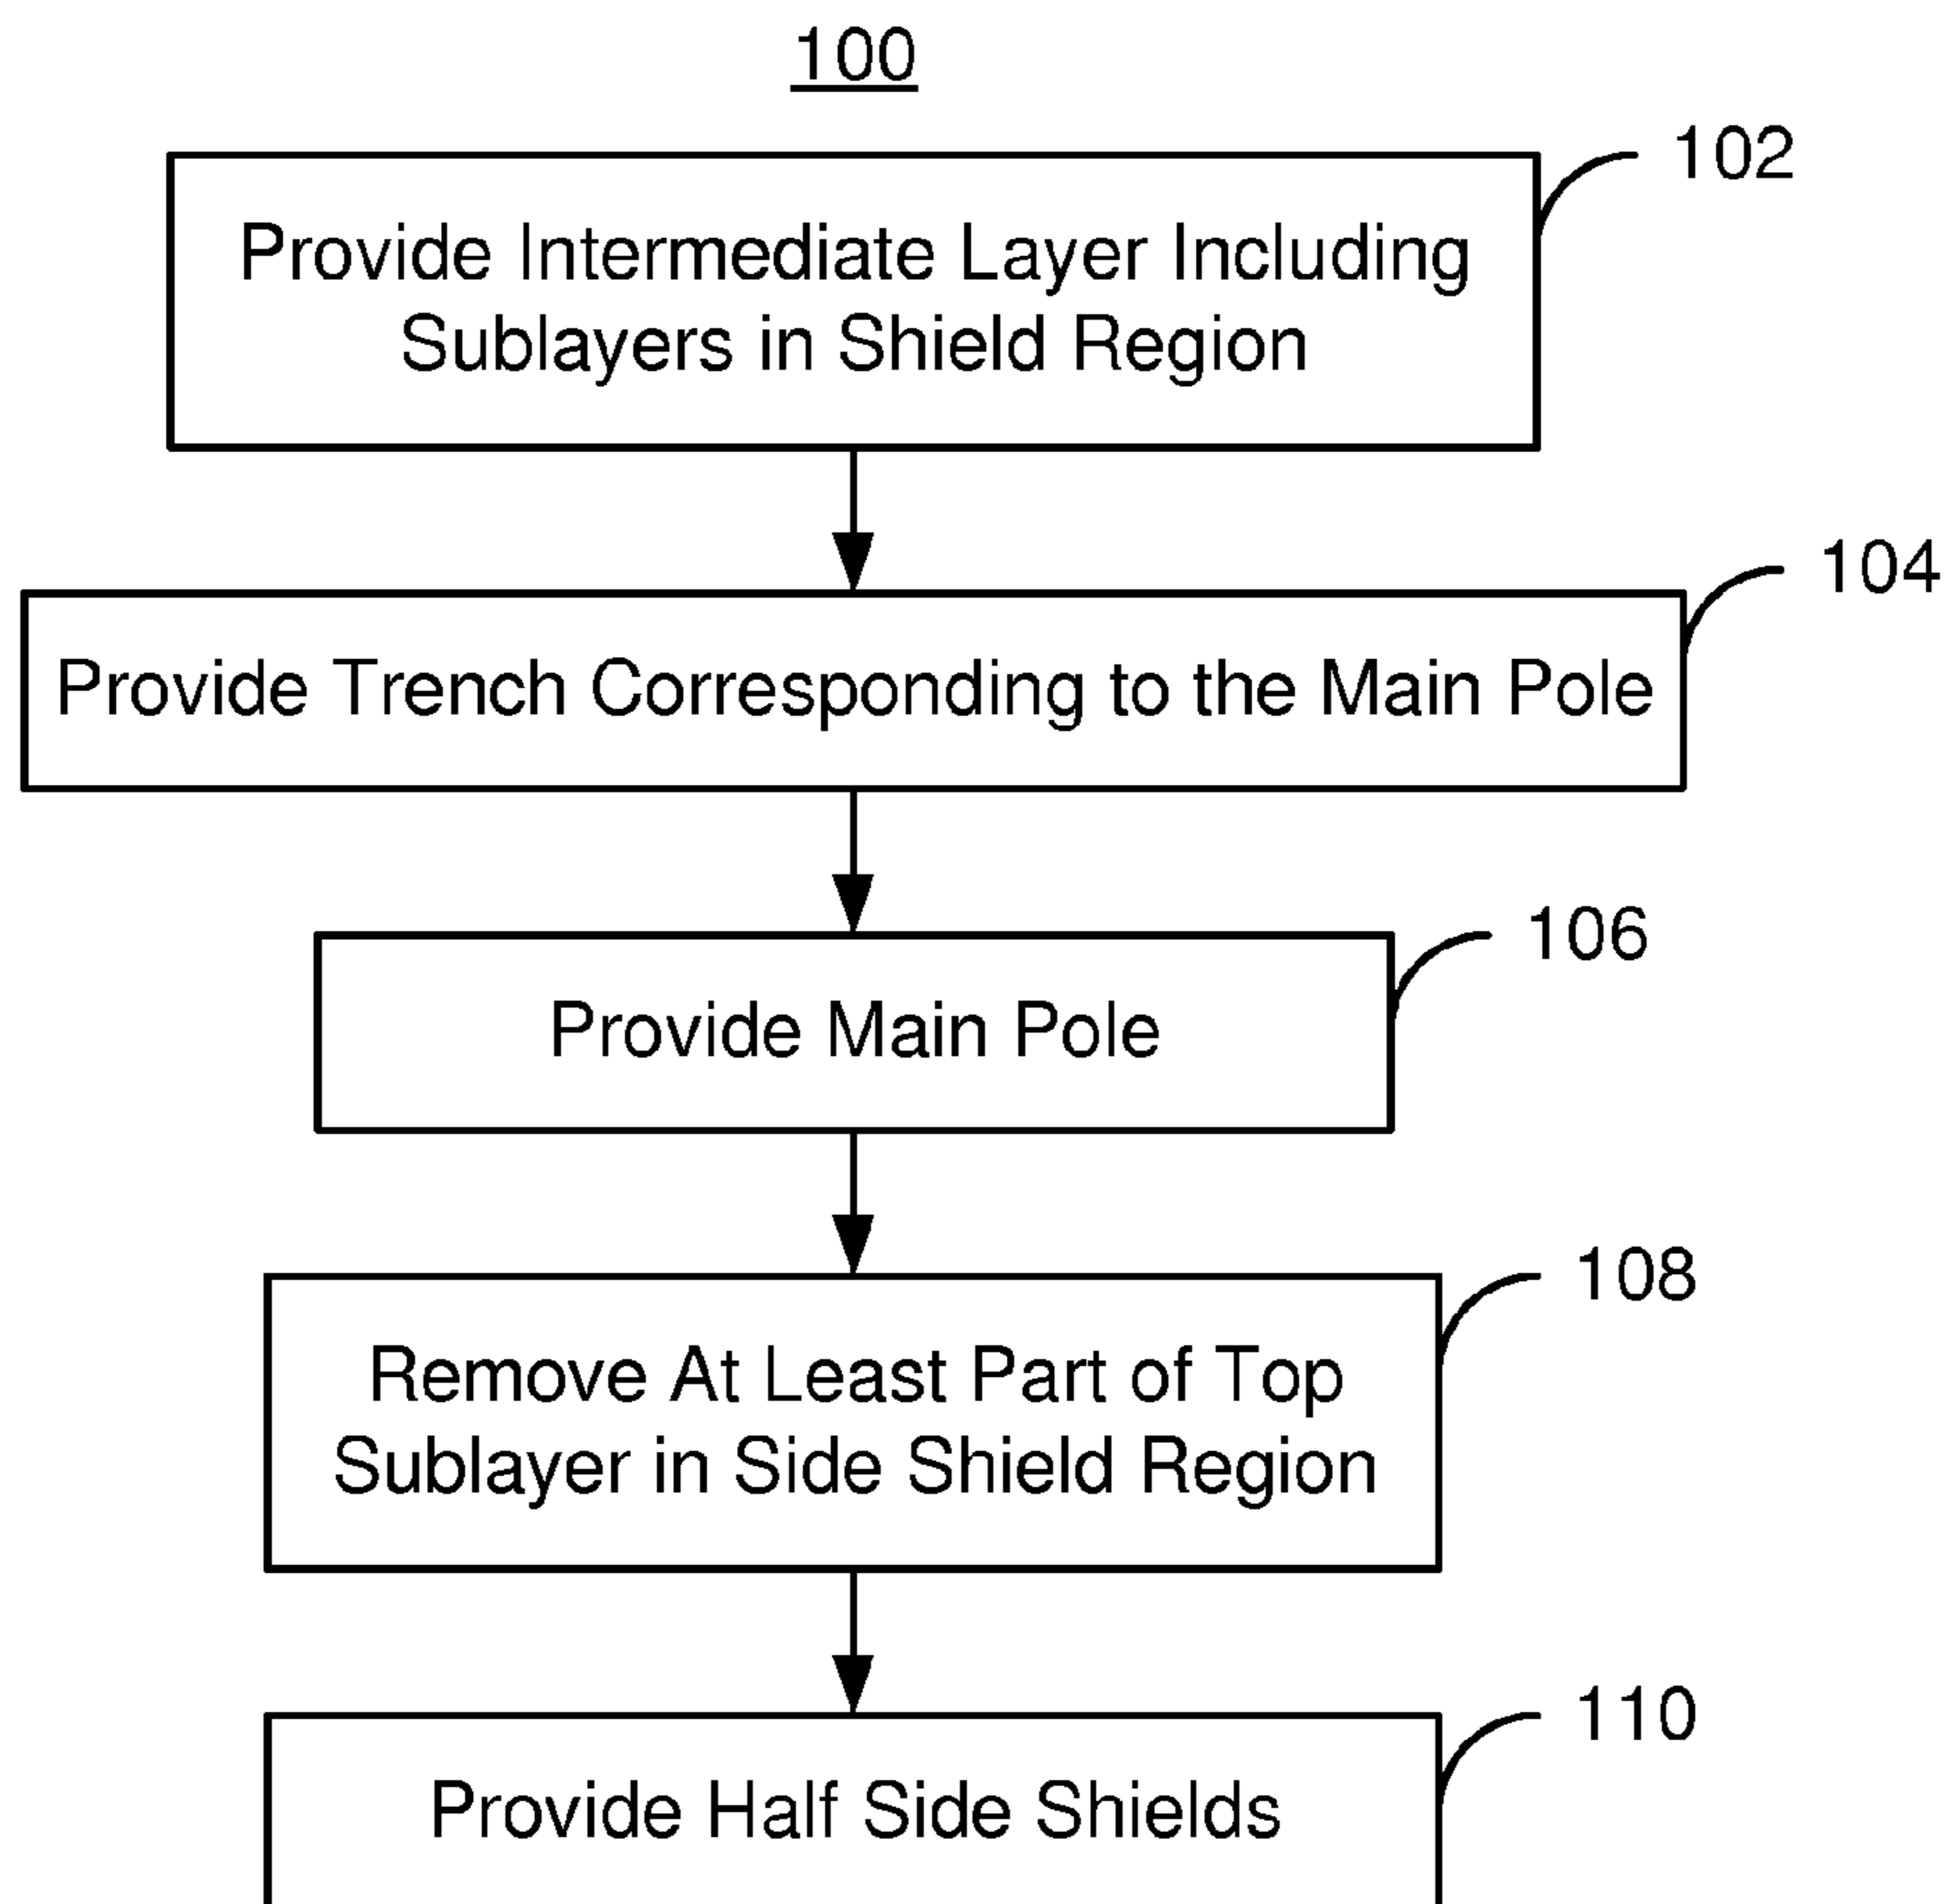 100
102
Provide Intermediate Layer Including
Sublayers in Shield Region
104
Provide Trench Corresponding to the Main Pole
106
Provide Main Pole
108
Remove At Least Part of Top
Sublayer in Side Shield Region
110
Provide Half Side Shields